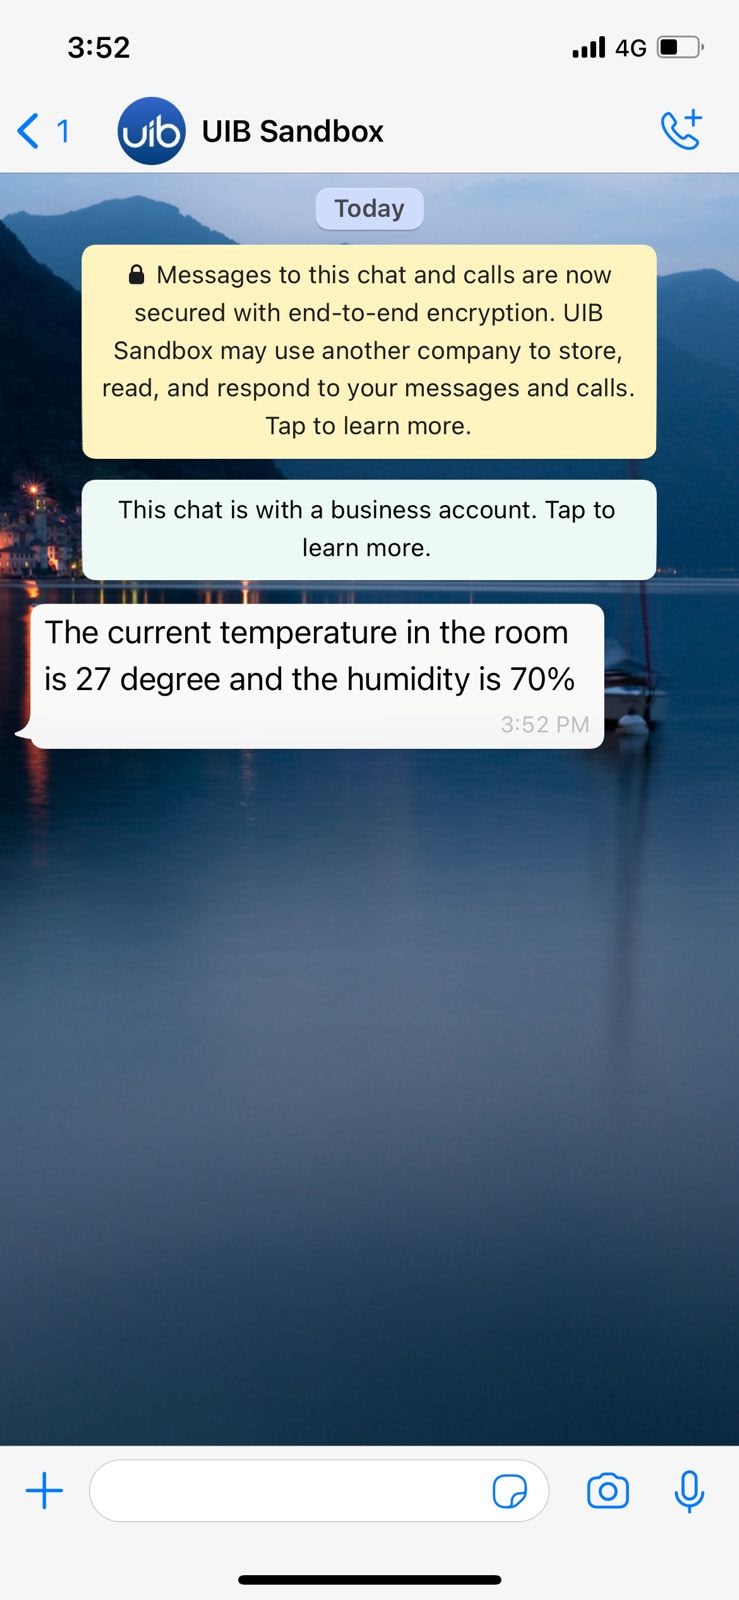 3:52
4G
1
uib
UIB Sandbox
Today
Messages to this chat and calls are now
secured with end-to-end encryption. UIB
Sandbox may use another company to store,
read, and respond to your messages and calls.
Tap to learn more.
This chat is with a business account. Tap to
learn more.
The current temperature in the room
is 27 degree and the humidity is 70%
3:52 PM